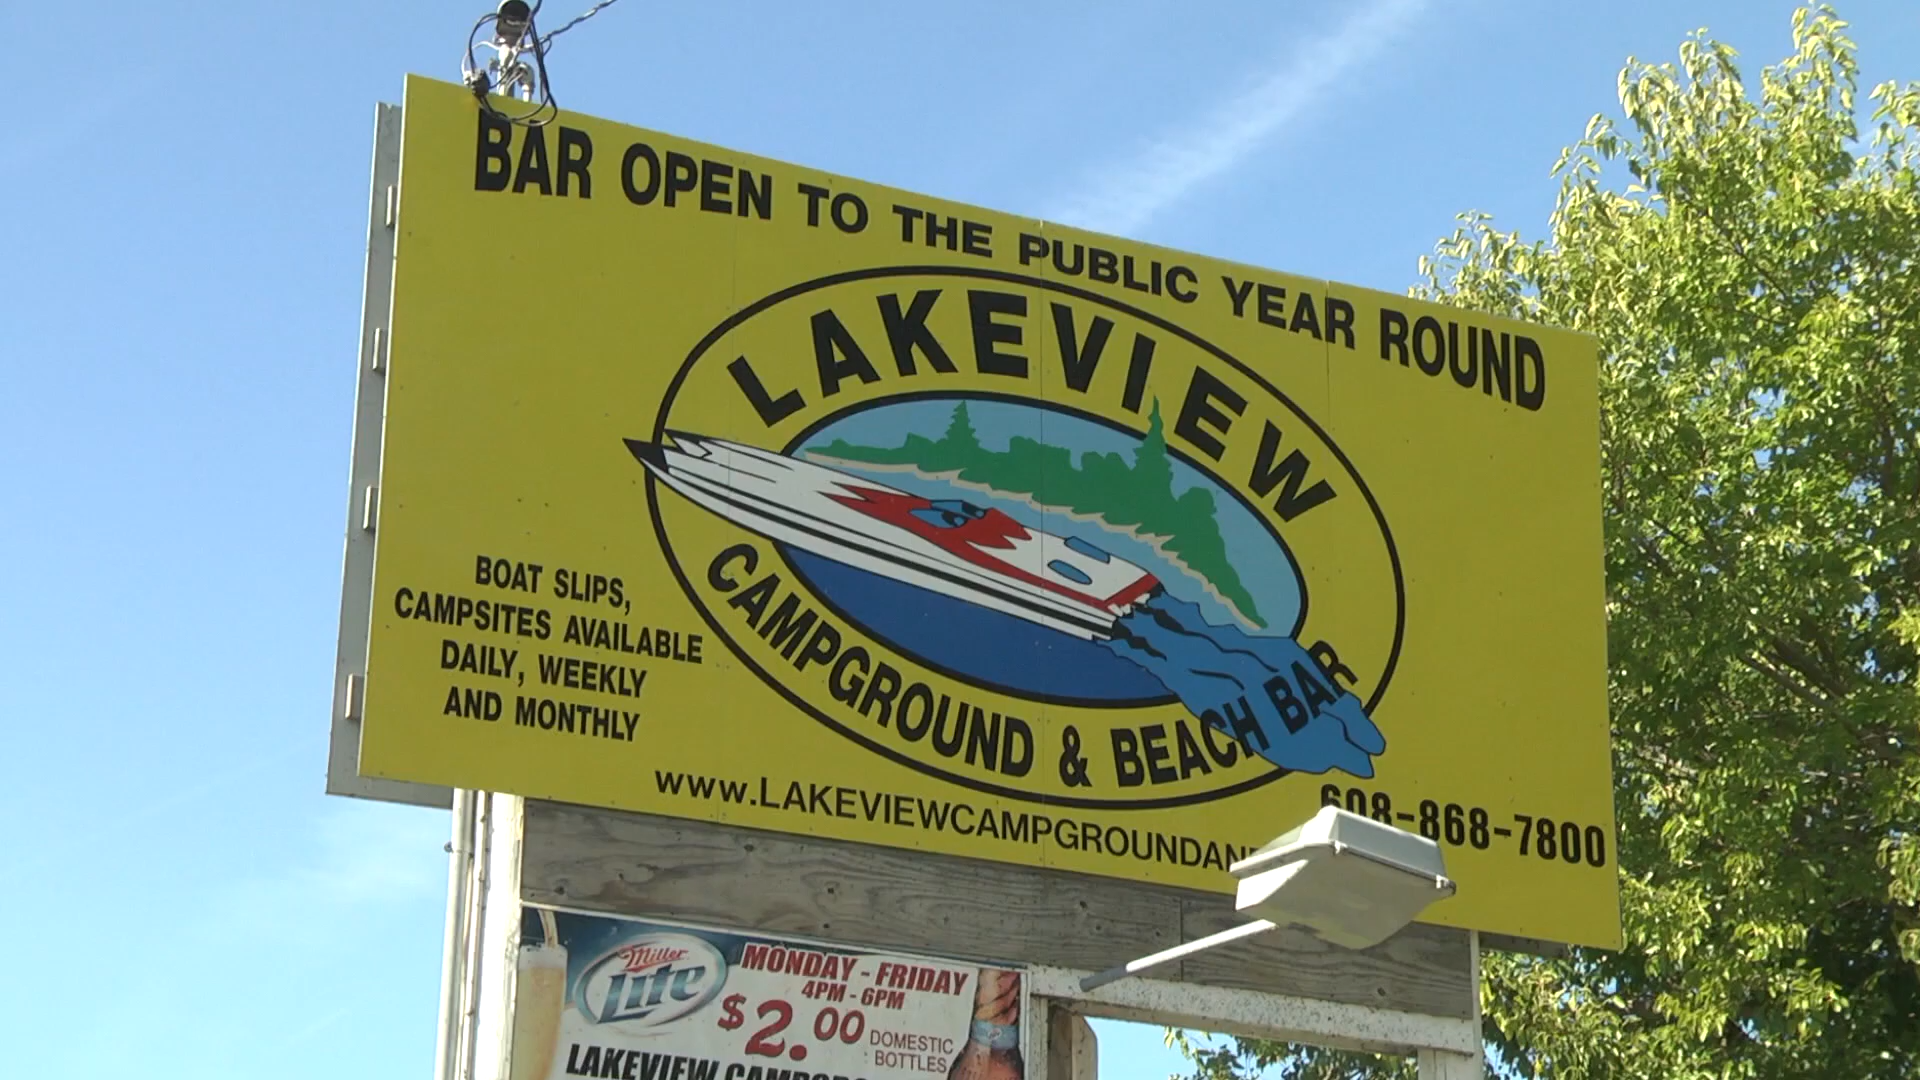 BAR OPEN TO THE PUBLIC YEAR ROUND
LAKEVIEW
CAMPGROUND & BEACH BAR
BOAT SLIPS,
CAMPSITES AVAILABLE
DAILY, WEEKLY
AND MONTHLY
www.LAKEVIEWCAMPGROUNDAN
608-868-7800
Miller
Lite
MONDAY - FRIDAY
4PM - 6PM
$2.00
DOMESTIC
BOTTLES
LAKEVIEW